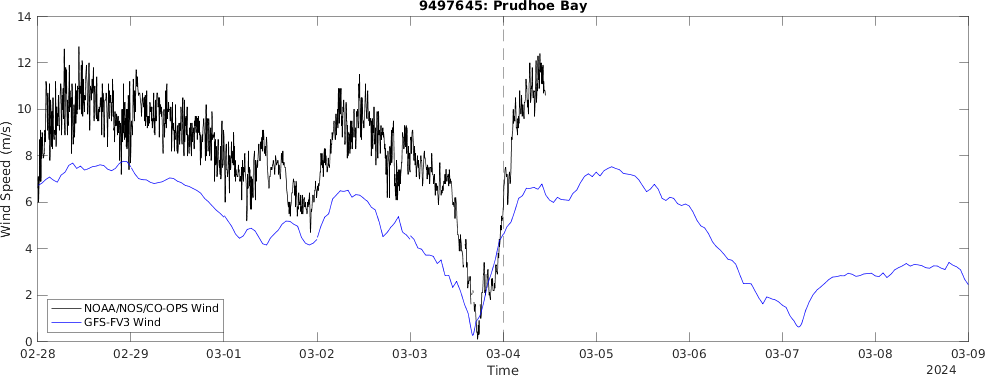 9497645: Prudhoe Bay
14
12
10
8
6
4
2
0
Wind Speed (m/s)
NOAA/NOS/CO-OPS Wind
GFS-FV3 Wind
02-28 02-29 03-01 03-02 03-03 03-04 03-05 03-06 03-07 03-08 03-09
Time
2024